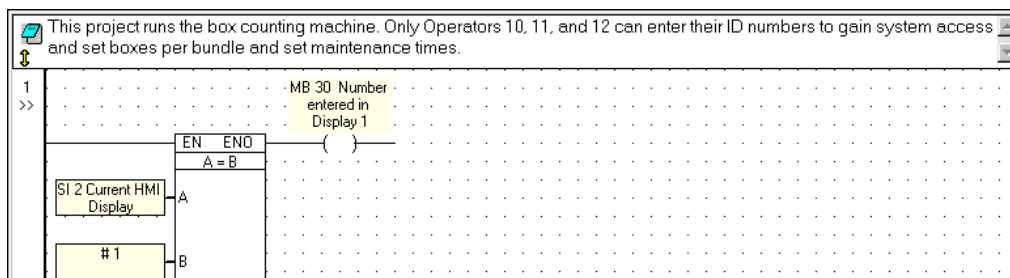 This project runs the box counting machine. Only Operators 10, 11, and 12 can enter their ID numbers to gain system access
and set boxes per bundle and set maintenance times.
1
>>
MB 30 Number
entered in
Display 1
EN ENO
A = B
SI 2 Current HMI
Display
A
# 1
B